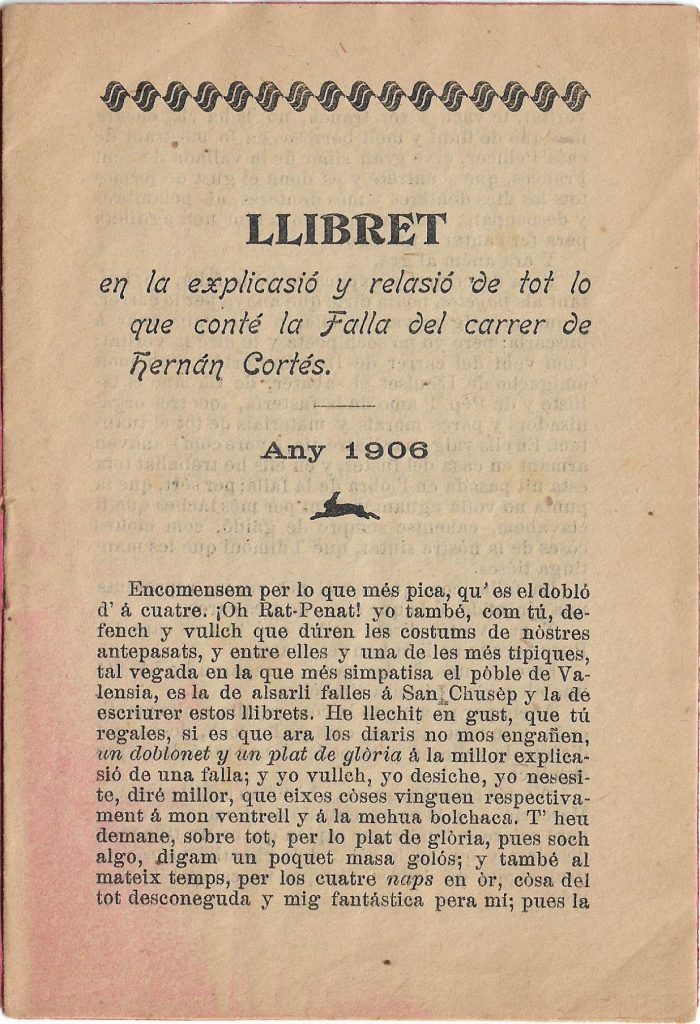 LLIBRET
en la explicasió y relasió de tot lo
que conté la Falla del carrer de
Hernán Cortés.
Any 1906
Encomensem per lo que més pica, qu' es el dobló
d' á cuatre. ¡Oh Rat-Penat! yo també, com tú, de-
fench y vullch que dúren les costums de nòstres
antepasats, y entre elles y una de les més tipiques,
tal vegada en la que més simpatisa el pòble de Va-
lensia, es la de alsarli falles á San Chusèp y la de
escriurer estos llibrets. He llechit en gust, que tú
regales, si es que ara los diaris no mos engañen,
un doblonet y un plat de glòria á la millor explica-
sió de una falla; y yo vullch, yo desiche, yo nesesi-
te, diré millor, que eixes còses vinguen respectiva-
ment á mon ventrell y á la mehua bolchaca. T' heu
demane, sobre tot, per lo plat de glòria, pues soch
algo, digam un poquet masa golós; y també al
mateix temps, per los cuatre naps en òr, còsa del
tot desconeguda y mig fantástica pera mí; pues la